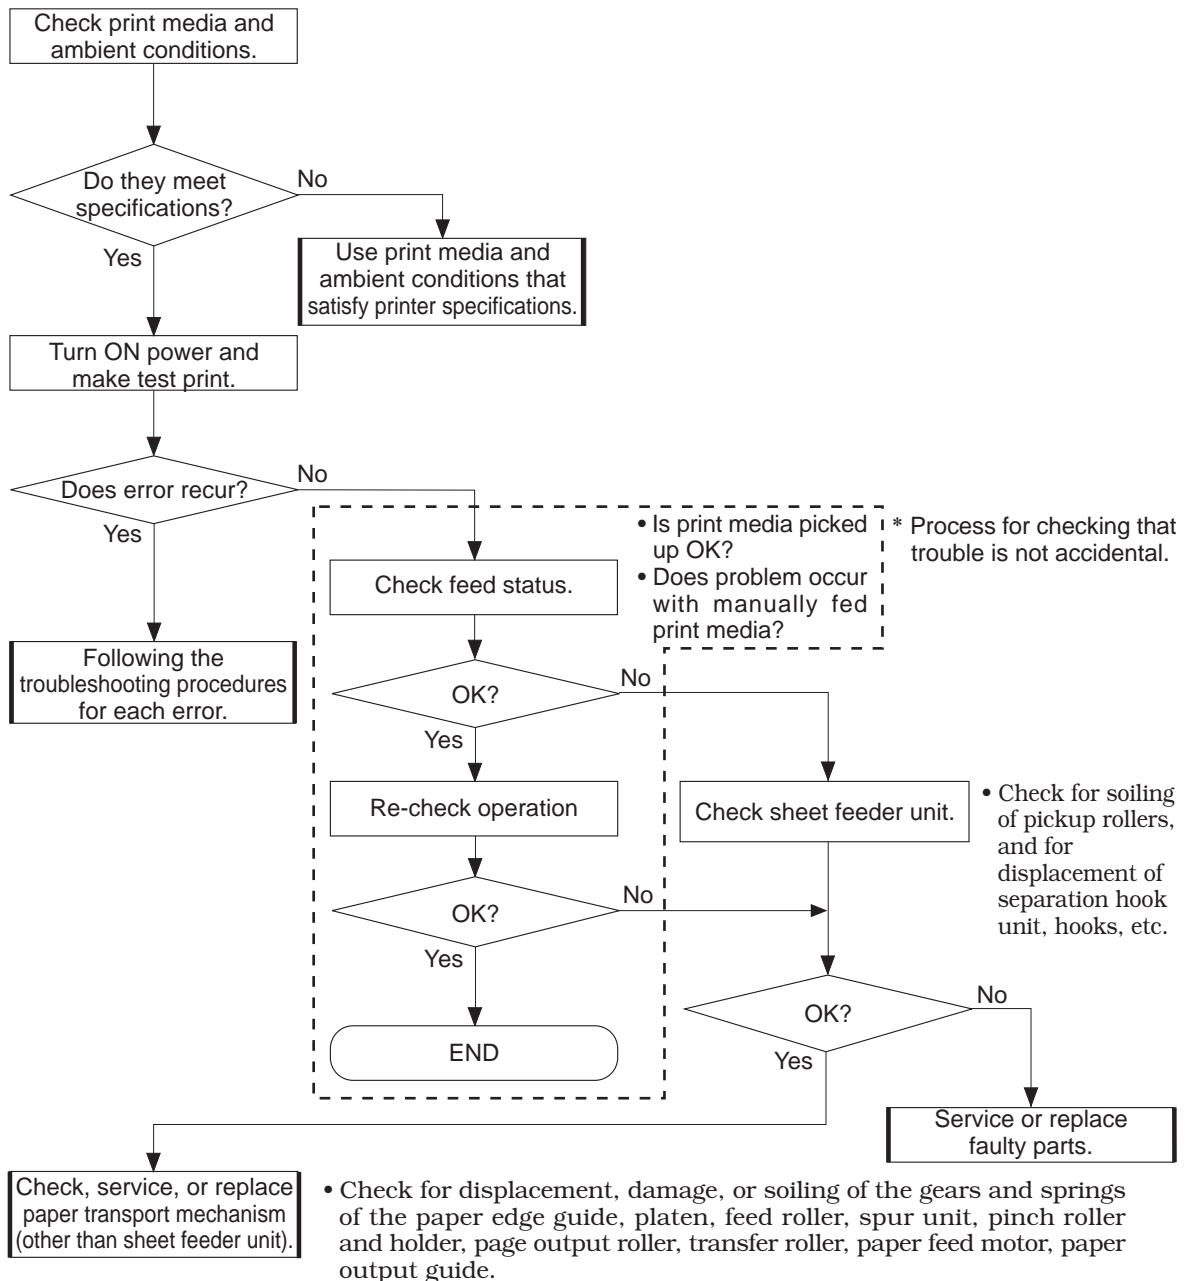 Check print media and
ambient conditions.
Do they meet
specifications?
No
Yes
Use print media and
ambient conditions that
satisfy printer specifications.
Turn ON power and
make test print.
Does error recur?
No
Yes
Following the
troubleshooting procedures
for each error.
• Is print media picked
up OK?
• Does problem occur
with manually fed
print media?
* Process for checking that
trouble is not accidental.
Check feed status.
OK?
No
Yes
Re-check operation
Check sheet feeder unit.
• Check for soiling
of pickup rollers,
and for
displacement of
separation hook
unit, hooks, etc.
OK?
No
Yes
END
OK?
No
Yes
Service or replace
faulty parts.
Check, service, or replace
paper transport mechanism
(other than sheet feeder unit).
• Check for displacement, damage, or soiling of the gears and springs
of the paper edge guide, platen, feed roller, spur unit, pinch roller
and holder, page output roller, transfer roller, paper feed motor, paper
output guide.